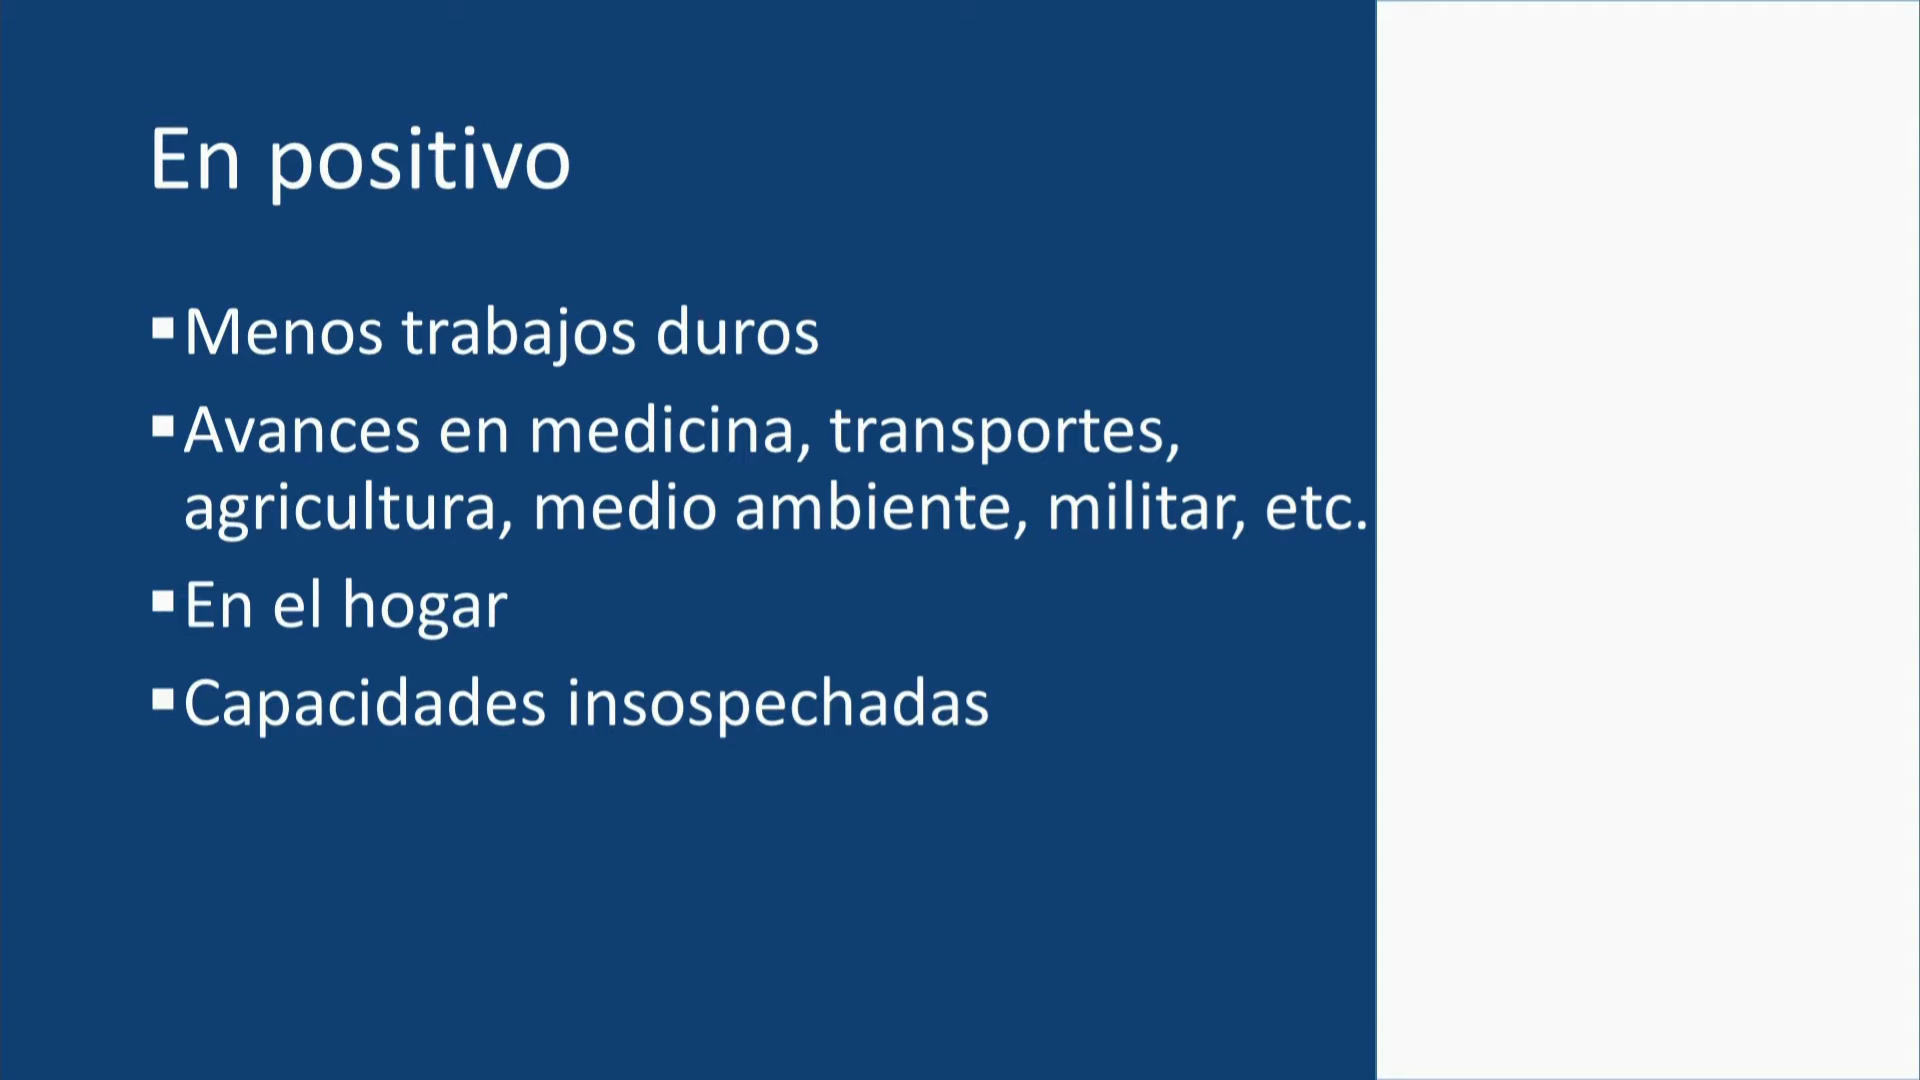 En positivo
▪Menos trabajos duros
▪Avances en medicina, transportes,
agricultura, medio ambiente, militar, etc.
▪En el hogar
▪Capacidades insospechadas